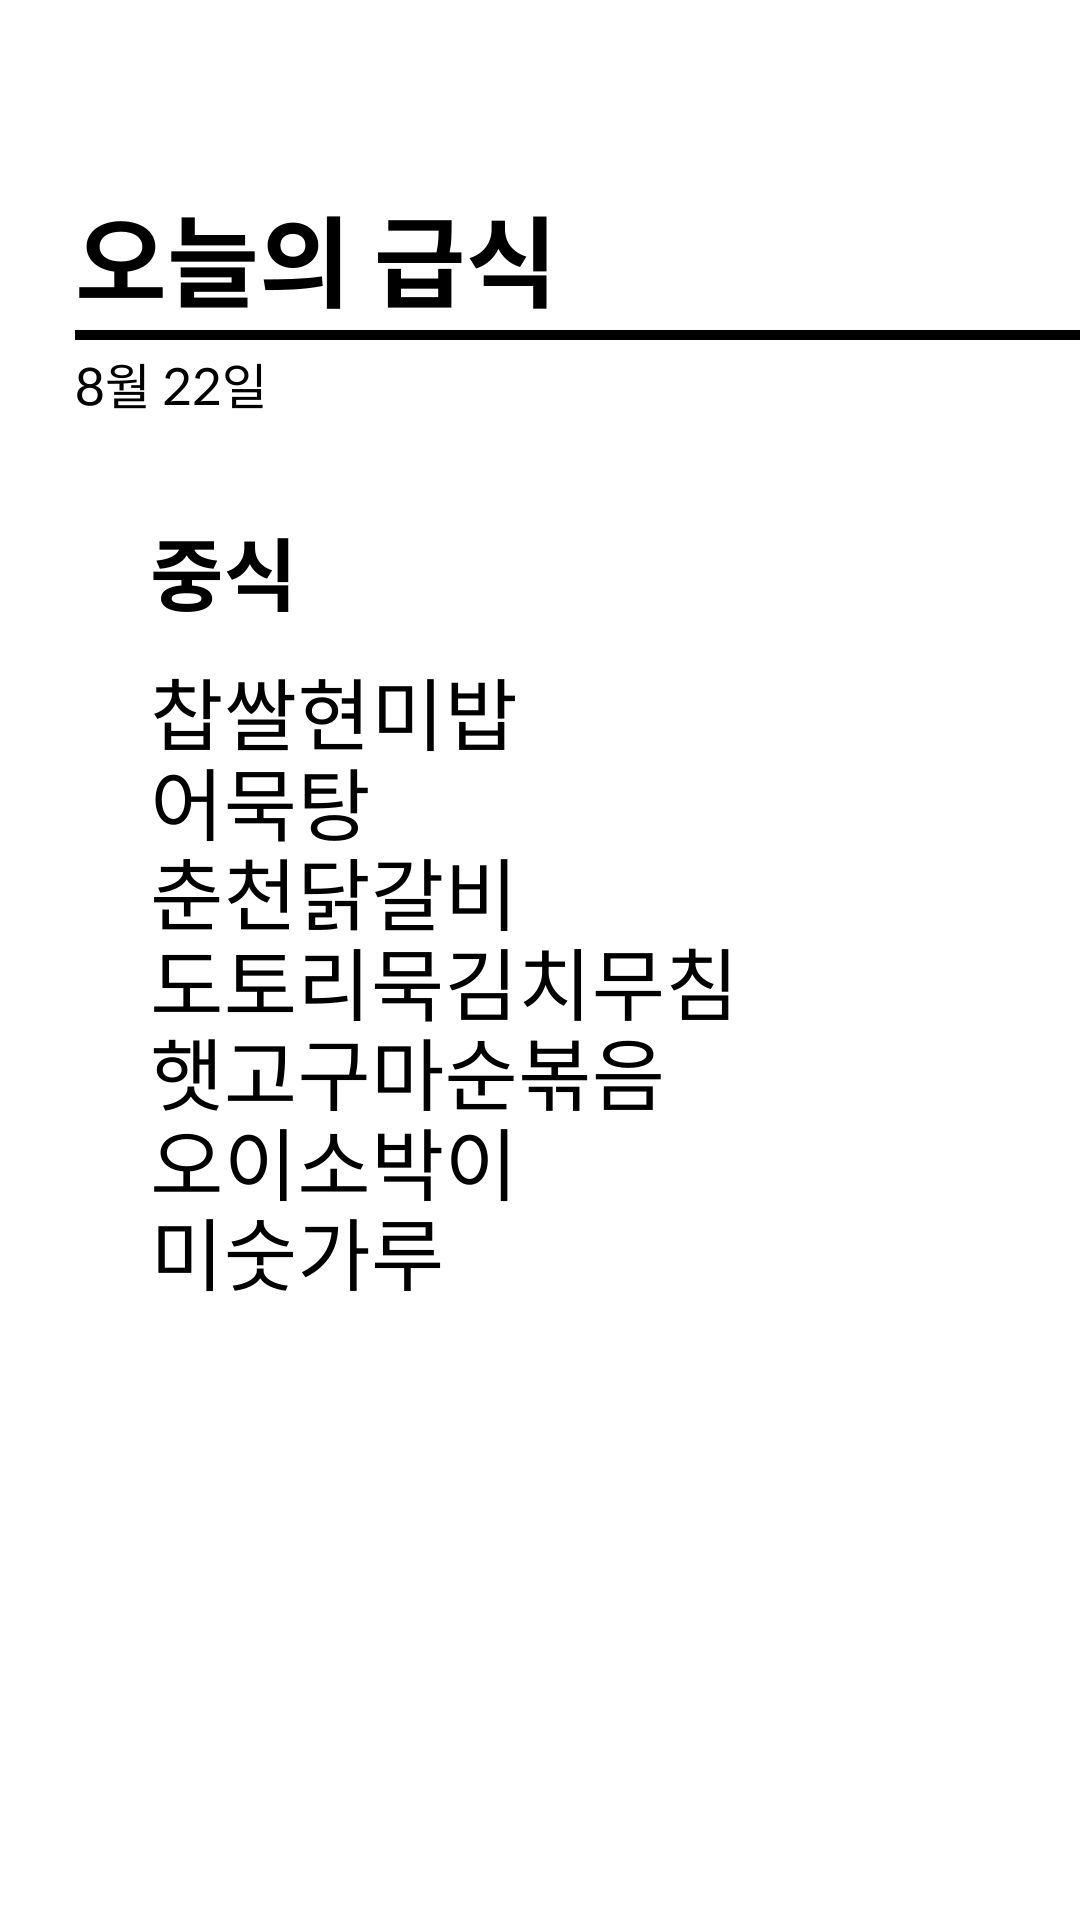 오늘의 급식
8월 22일
중식
찹쌀현미밥
어묵탕
춘천닭갈비
도토리묵김치무침
햇고구마순볶음
오이소박이
미숫가루